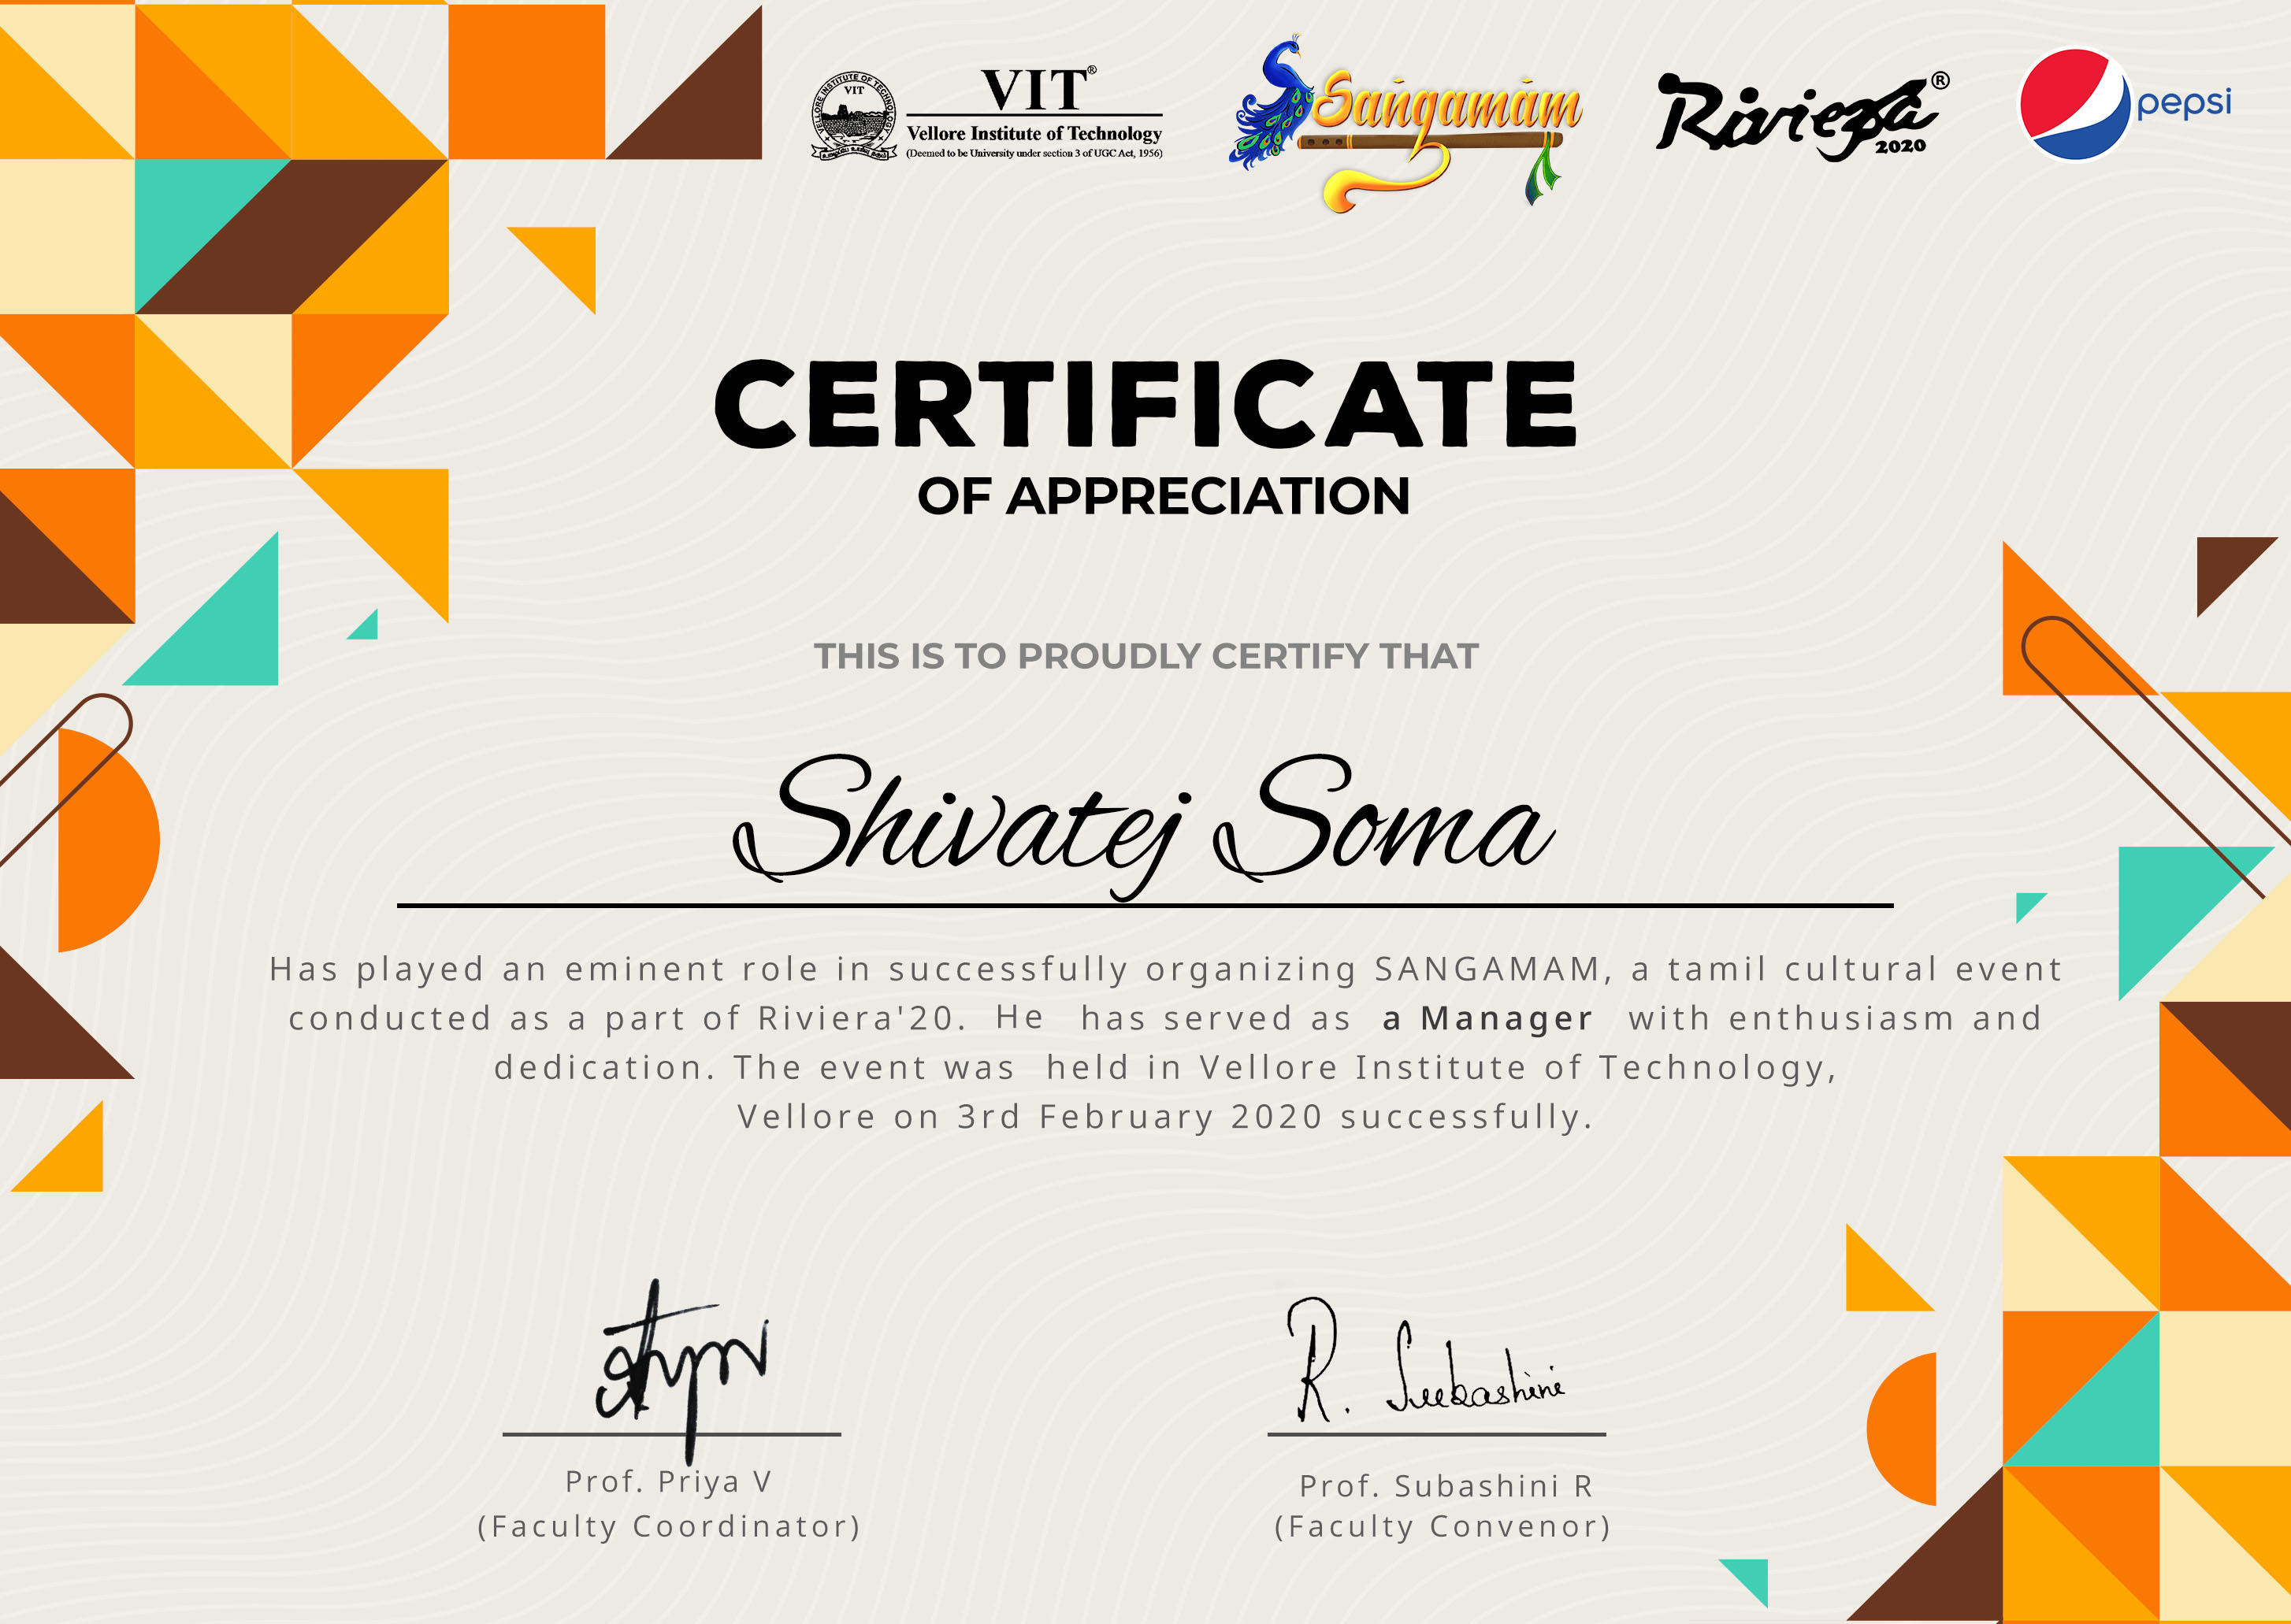 VELLORE INSTITUTE OF TECHNOLOGY
VIT
VIT®
Vellore Institute of Technology
(Deemed to be University under section 3 of UGC Act, 1956)
Sangamam
Riviera®
2020
pepsi
CERTIFICATE
OF APPRECIATION
THIS IS TO PROUDLY CERTIFY THAT
Shivatej Soma
Has played an eminent role in successfully organizing SANGAMAM, a tamil cultural event
conducted as a part of Riviera'20. He has served as a Manager with enthusiasm and
dedication. The event was held in Vellore Institute of Technology,
Vellore on 3rd February 2020 successfully.
R. Subashini
Prof. Priya V
(Faculty Coordinator)
Prof. Subashini R
(Faculty Convenor)